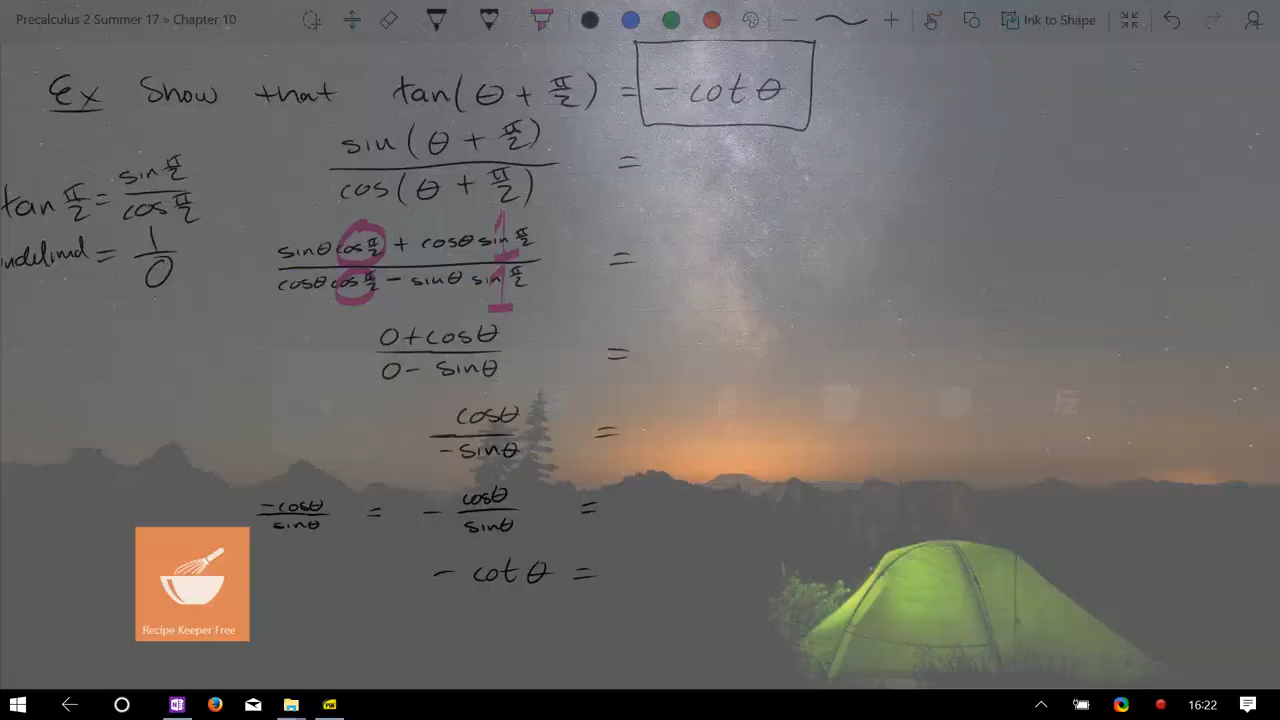 Precalculus 2 Summer 17 » Chapter 10
Ink to Shape
Ex Show that tan(θ + π/2) = -cot θ
sin(θ + π/2) / cos(θ + π/2) =
tan π/2 = sin π/2 / cos π/2
= 1/0
sinθ cos π/2 + cosθ sin π/2 / cosθ cos π/2 - sinθ sin π/2 =
1
1
0+cosθ / 0-sinθ =
cosθ / -sinθ =
-cosθ / sinθ = - cosθ / sinθ =
- cot θ =
Recipe Keeper Free
16:22